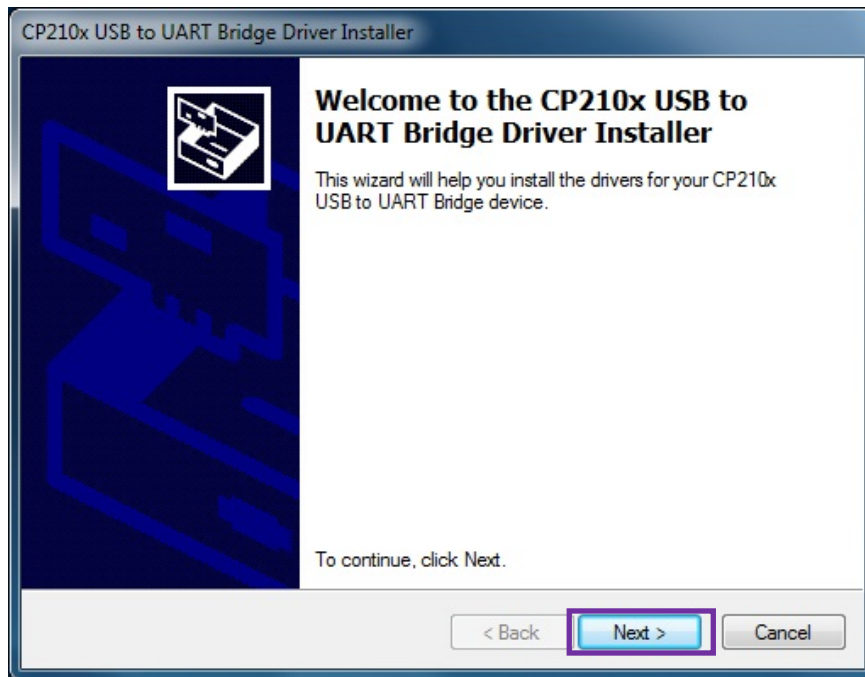 CP210x USB to UART Bridge Driver Installer
Welcome to the CP210x USB to
UART Bridge Driver Installer
This wizard will help you install the drivers for your CP210x
USB to UART Bridge device.
To continue, click Next.
< Back
Next >
Cancel